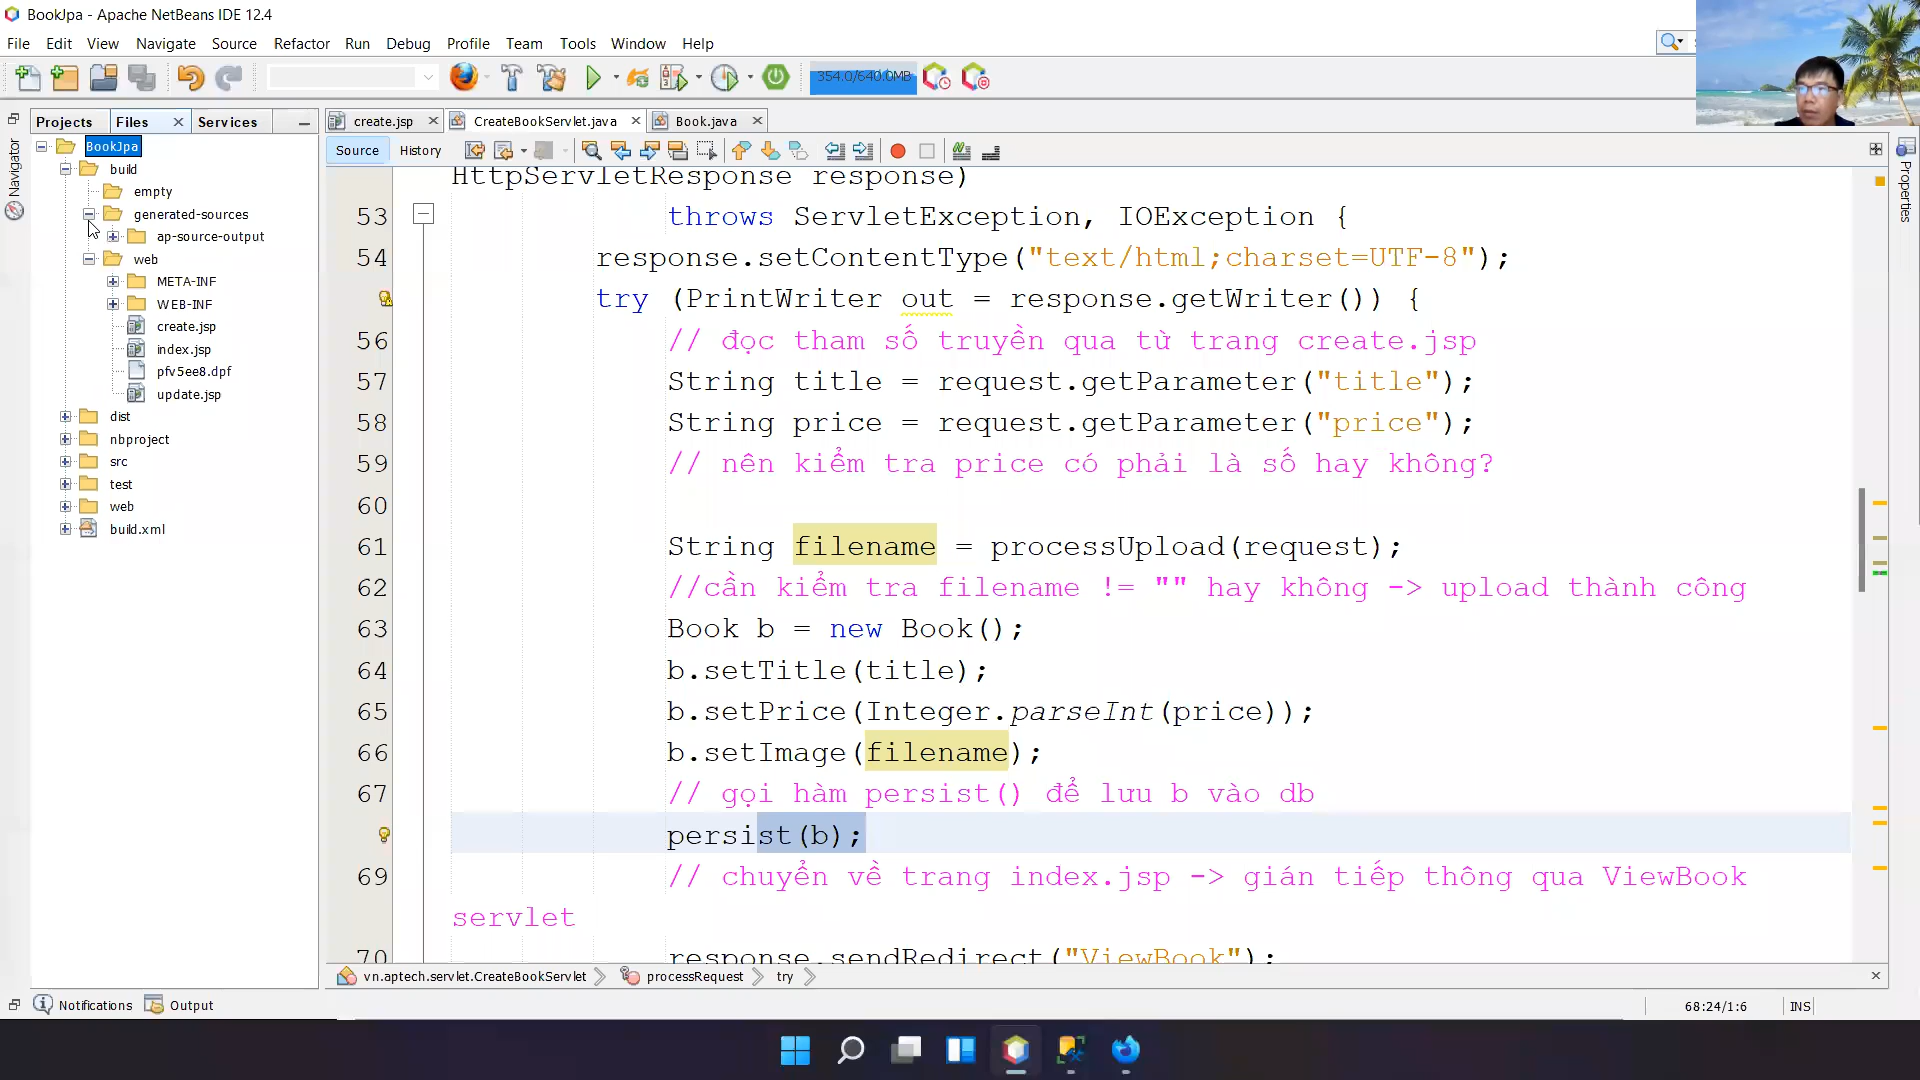 BookJpa - Apache NetBeans IDE 12.4
File Edit View Navigate Source Refactor Run Debug Profile Team Tools Window Help
354.0/640.0MB
Projects Files Services
create.jsp CreateBookServlet.java Book.java
Source History
Navigator
Properties
BookJpa
build
empty
generated-sources
ap-source-output
web
META-INF
WEB-INF
create.jsp
index.jsp
pfv5ee8.dpf
update.jsp
dist
nbproject
src
test
web
build.xml
HttpServletResponse response)
53 throws ServletException, IOException {
54 response.setContentType("text/html;charset=UTF-8");
try (PrintWriter out = response.getWriter()) {
56 // đọc tham số truyền qua từ trang create.jsp
57 String title = request.getParameter("title");
58 String price = request.getParameter("price");
59 // nên kiểm tra price có phải là số hay không?
60
61 String filename = processUpload(request);
62 //cần kiểm tra filename != "" hay không -> upload thành công
63 Book b = new Book();
64 b.setTitle(title);
65 b.setPrice(Integer.parseInt(price));
66 b.setImage(filename);
67 // gọi hàm persist() để lưu b vào db
persist(b);
69 // chuyển về trang index.jsp -> gián tiếp thông qua ViewBook
servlet
70 response.sendRedirect("ViewBook");
vn.aptech.servlet.CreateBookServlet processRequest try
Notifications Output
68:24/1:6 INS